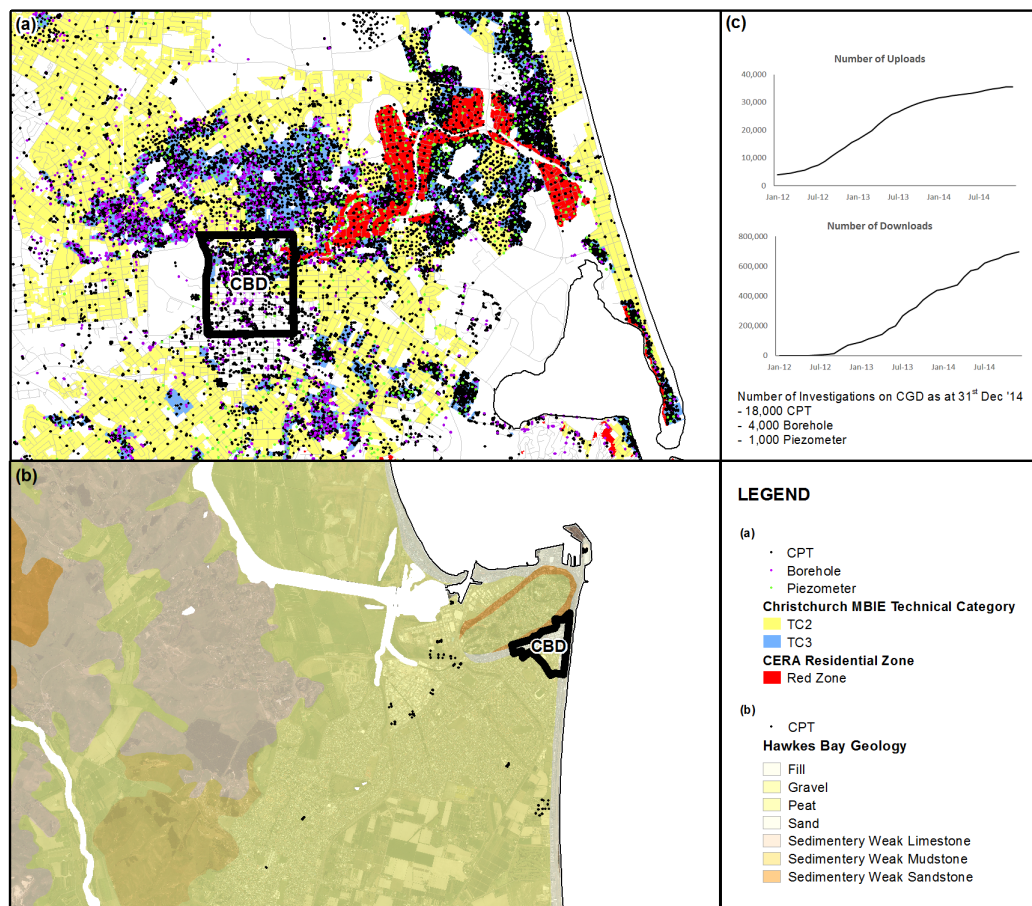 (a)
CBD
(c)
Number of Uploads
40,000
30,000
20,000
10,000
0
Jan-12 Jul-12 Jan-13 Jul-13 Jan-14 Jul-14
Number of Downloads
800,000
600,000
400,000
200,000
0
Jan-12 Jul-12 Jan-13 Jul-13 Jan-14 Jul-14
Number of Investigations on CGD as at 31st Dec '14
- 18,000 CPT
- 4,000 Borehole
- 1,000 Piezometer
(b)
CBD
LEGEND
(a)
CPT
Borehole
Piezometer
Christchurch MBIE Technical Category
TC2
TC3
CERA Residential Zone
Red Zone
(b)
CPT
Hawkes Bay Geology
Fill
Gravel
Peat
Sand
Sedimentery Weak Limestone
Sedimentery Weak Mudstone
Sedimentery Weak Sandstone